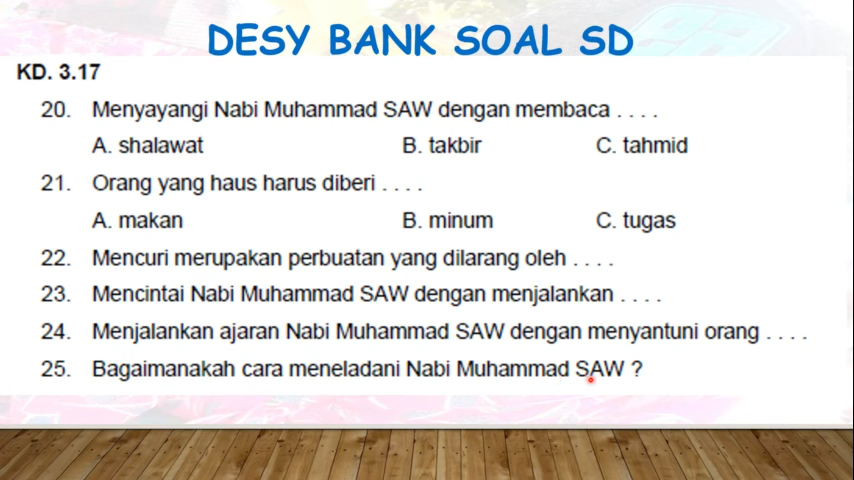 DESY BANK SOAL SD
KD. 3.17
20. Menyayangi Nabi Muhammad SAW dengan membaca . . . .
A. shalawat B. takbir C. tahmid
21. Orang yang haus harus diberi . . . .
A. makan B. minum C. tugas
22. Mencuri merupakan perbuatan yang dilarang oleh . . . .
23. Mencintai Nabi Muhammad SAW dengan menjalankan . . . .
24. Menjalankan ajaran Nabi Muhammad SAW dengan menyantuni orang . . . .
25. Bagaimanakah cara meneladani Nabi Muhammad SAW ?